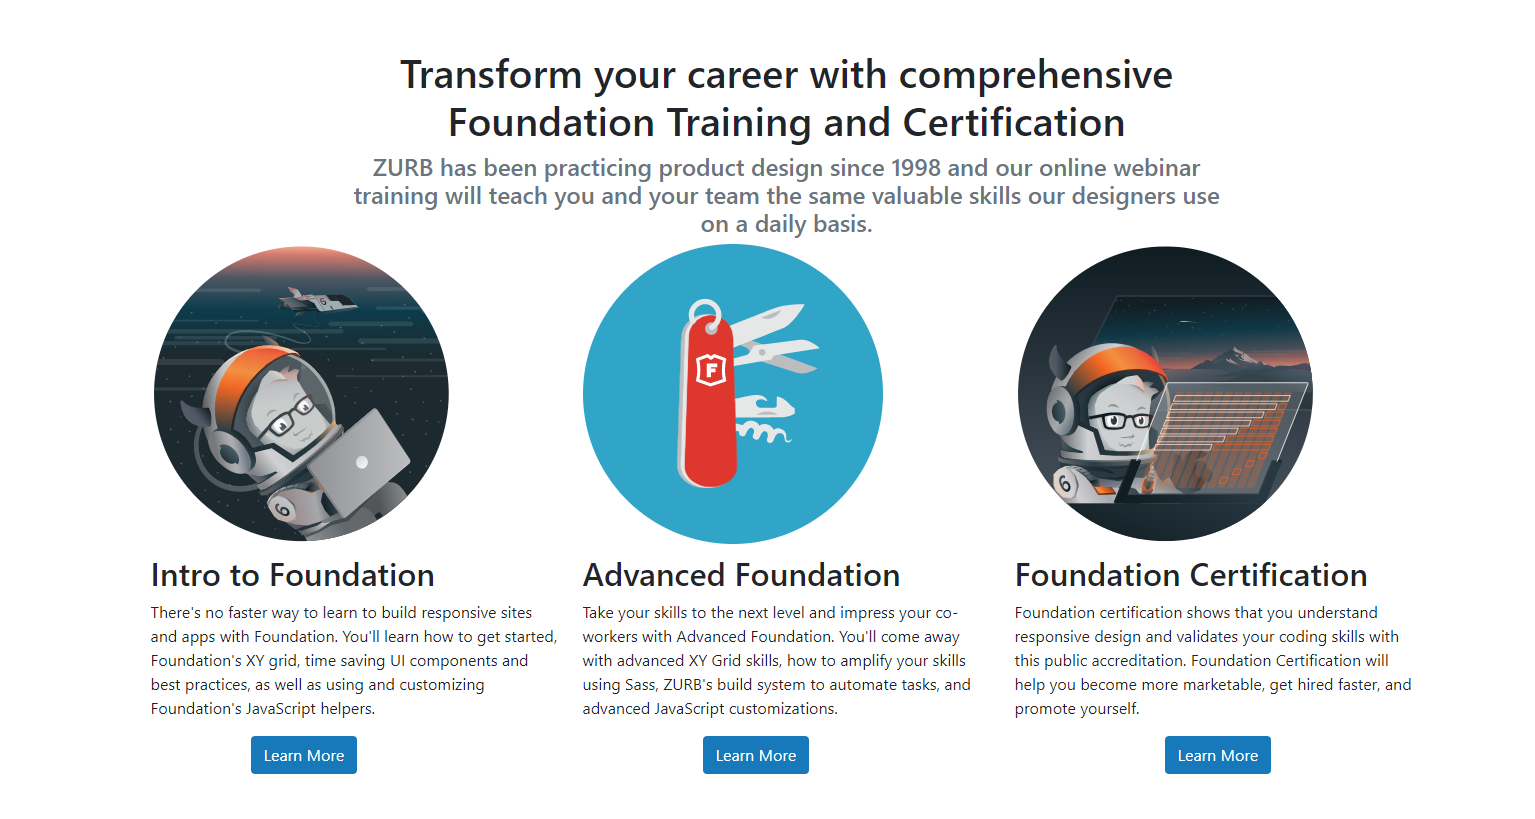 Transform your career with comprehensive
Foundation Training and Certification
ZURB has been practicing product design since 1998 and our online webinar
training will teach you and your team the same valuable skills our designers use
on a daily basis.
6
F
6
Intro to Foundation
There's no faster way to learn to build responsive sites
and apps with Foundation. You'll learn how to get started,
Foundation's XY grid, time saving UI components and
best practices, as well as using and customizing
Foundation's JavaScript helpers.
Learn More
Advanced Foundation
Take your skills to the next level and impress your co-
workers with Advanced Foundation. You'll come away
with advanced XY Grid skills, how to amplify your skills
using Sass, ZURB's build system to automate tasks, and
advanced JavaScript customizations.
Learn More
Foundation Certification
Foundation certification shows that you understand
responsive design and validates your coding skills with
this public accreditation. Foundation Certification will
help you become more marketable, get hired faster, and
promote yourself.
Learn More